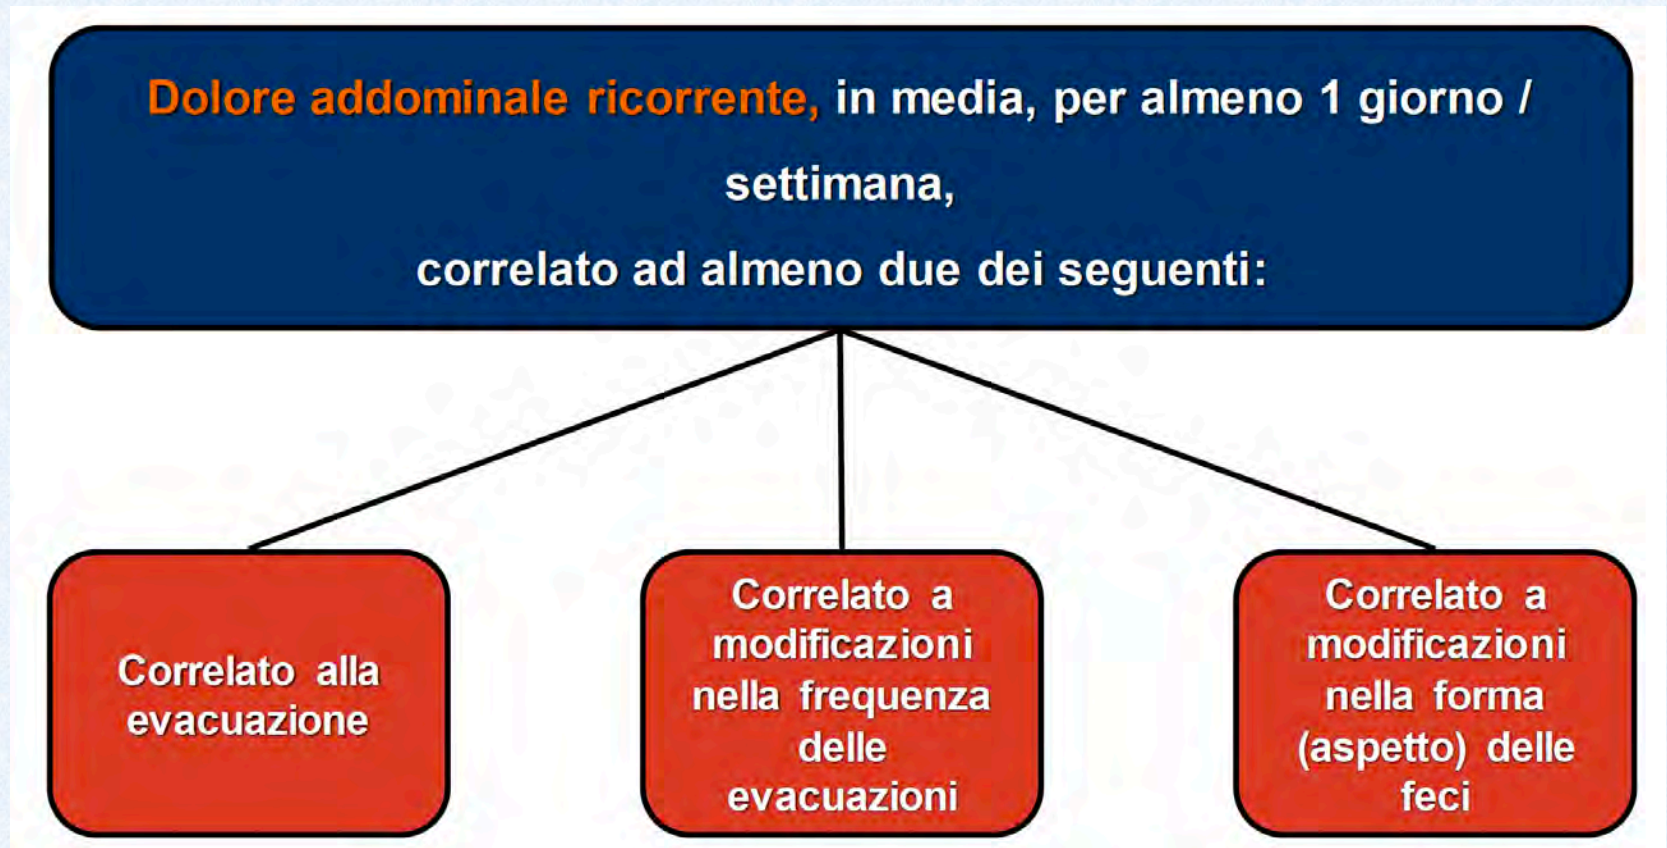 Dolore addominale ricorrente, in media, per almeno 1 giorno /
settimana,
correlato ad almeno due dei seguenti:
Correlato alla
evacuazione
Correlato a
modificazioni
nella frequenza
delle
evacuazioni
Correlato a
modificazioni
nella forma
(aspetto) delle
feci